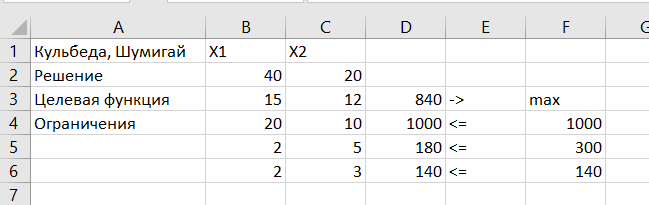 A B C D E F G
1 Кульбеда, Шумигай X1 X2
2 Решение 40 20
3 Целевая функция 15 12 840 -> max
4 Ограничения 20 10 1000 <= 1000
5 2 5 180 <= 300
6 2 3 140 <= 140
7